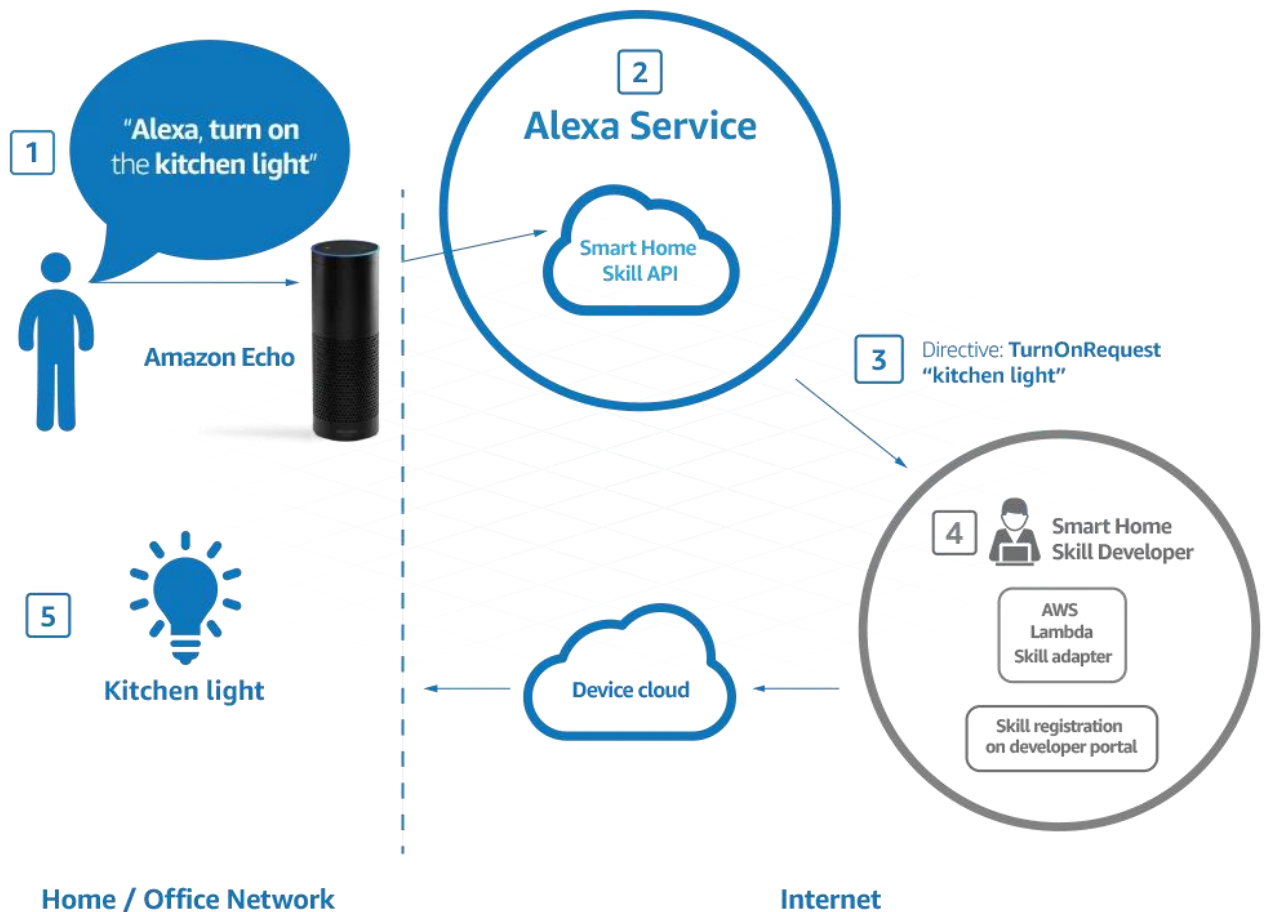 1
"Alexa, turn on
the kitchen light"
Amazon Echo
2
Alexa Service
Smart Home
Skill API
3
Directive: TurnOnRequest
“kitchen light”
4
Smart Home
Skill Developer
AWS
Lambda
Skill adapter
Skill registration
on developer portal
Device cloud
5
Kitchen light
Home / Office Network
Internet